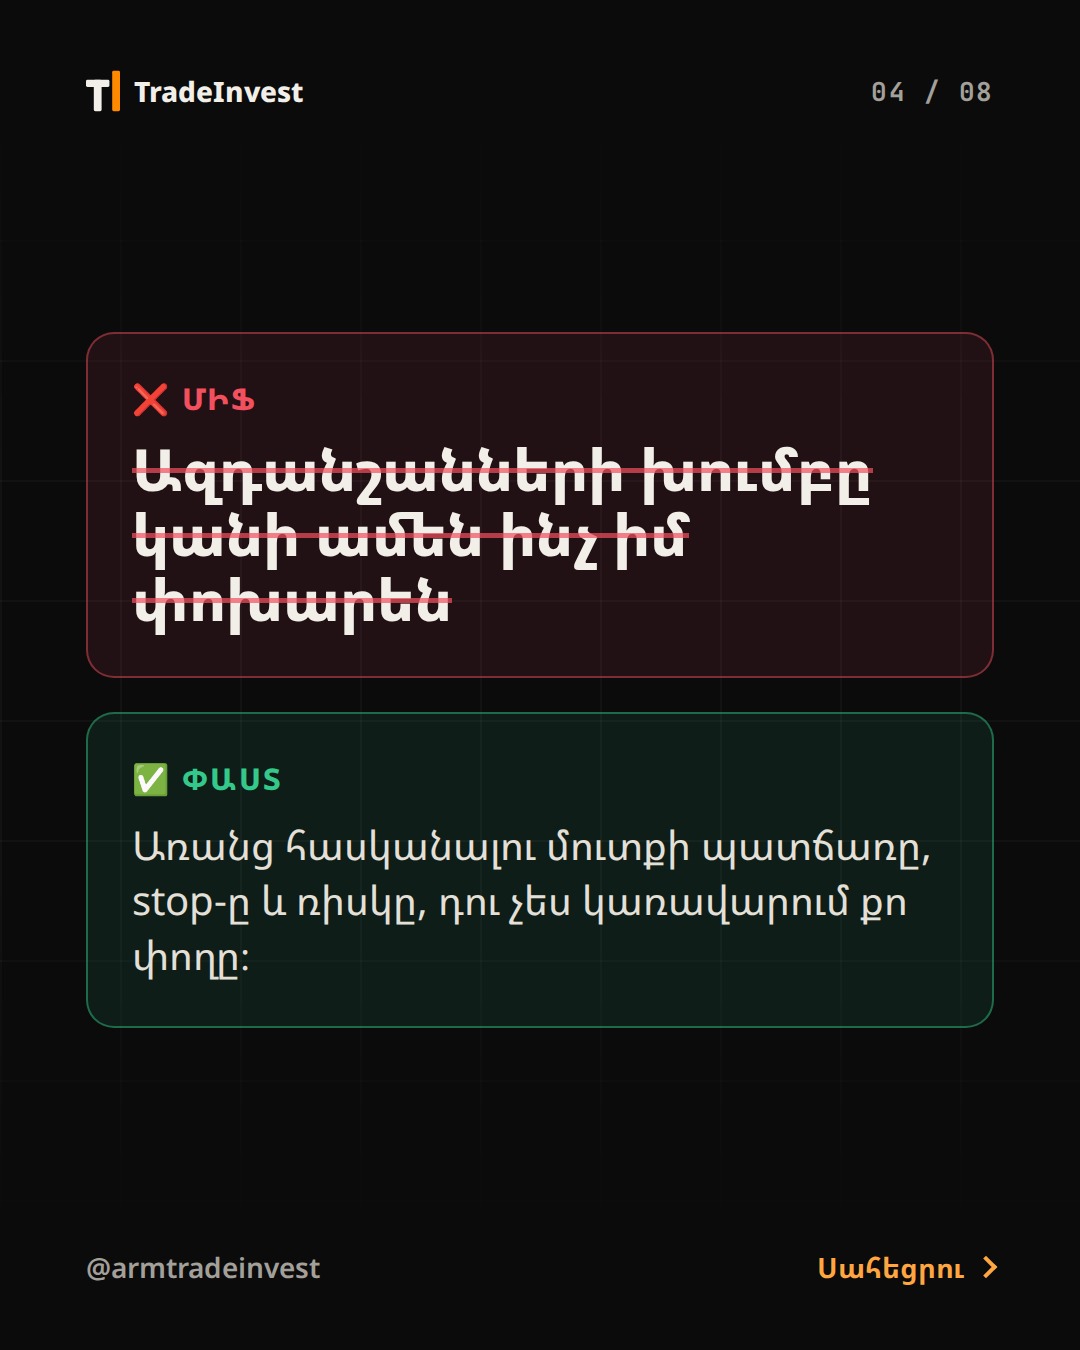 TradeInvest
04 / 08
❌ ՄԻՖ
Ազդանշանների խումբը
կանի ամեն ինչ իմ
փոխարեն
✅ ՓԱՍՏ
Առանց հասկանալու մուտքի պատճառը,
stop-ը և ռիսկը, դու չես կառավարում քո
փողը:
@armtradeinvest
Սահեցրու